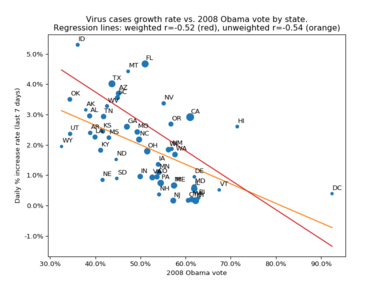 Virus cases growth rate vs. 2008 Obama vote by state.
Regression lines: weighted r=-0.52 (red), unweighted r=-0.54 (orange)
Daily % increase rate (last 7 days)
5.0%
4.0%
3.0%
2.0%
1.0%
0.0%
-1.0%
ID
FL
MT
TX
AZ
OK
NV
AK
AL
TN
CA
OR
HI
GA
MO
KS
MS
NC
UT
WY
KY
OH
WA
ND
IA
MN
NE
SD
IN
PA
DE
MD
NH
NJ
VT
DC
30.0% 40.0% 50.0% 60.0% 70.0% 80.0% 90.0%
2008 Obama vote